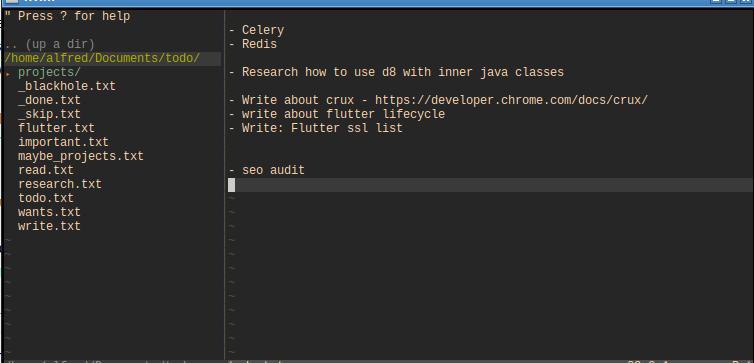 " Press ? for help
.. (up a dir)
/home/alfred/Documents/todo/
▸ projects/
_blackhole.txt
_done.txt
_skip.txt
flutter.txt
important.txt
maybe_projects.txt
read.txt
research.txt
todo.txt
wants.txt
write.txt
- Celery
- Redis
- Research how to use d8 with inner java classes
- Write about crux - https://developer.chrome.com/docs/crux/
- write about flutter lifecycle
- Write: Flutter ssl list
- seo audit